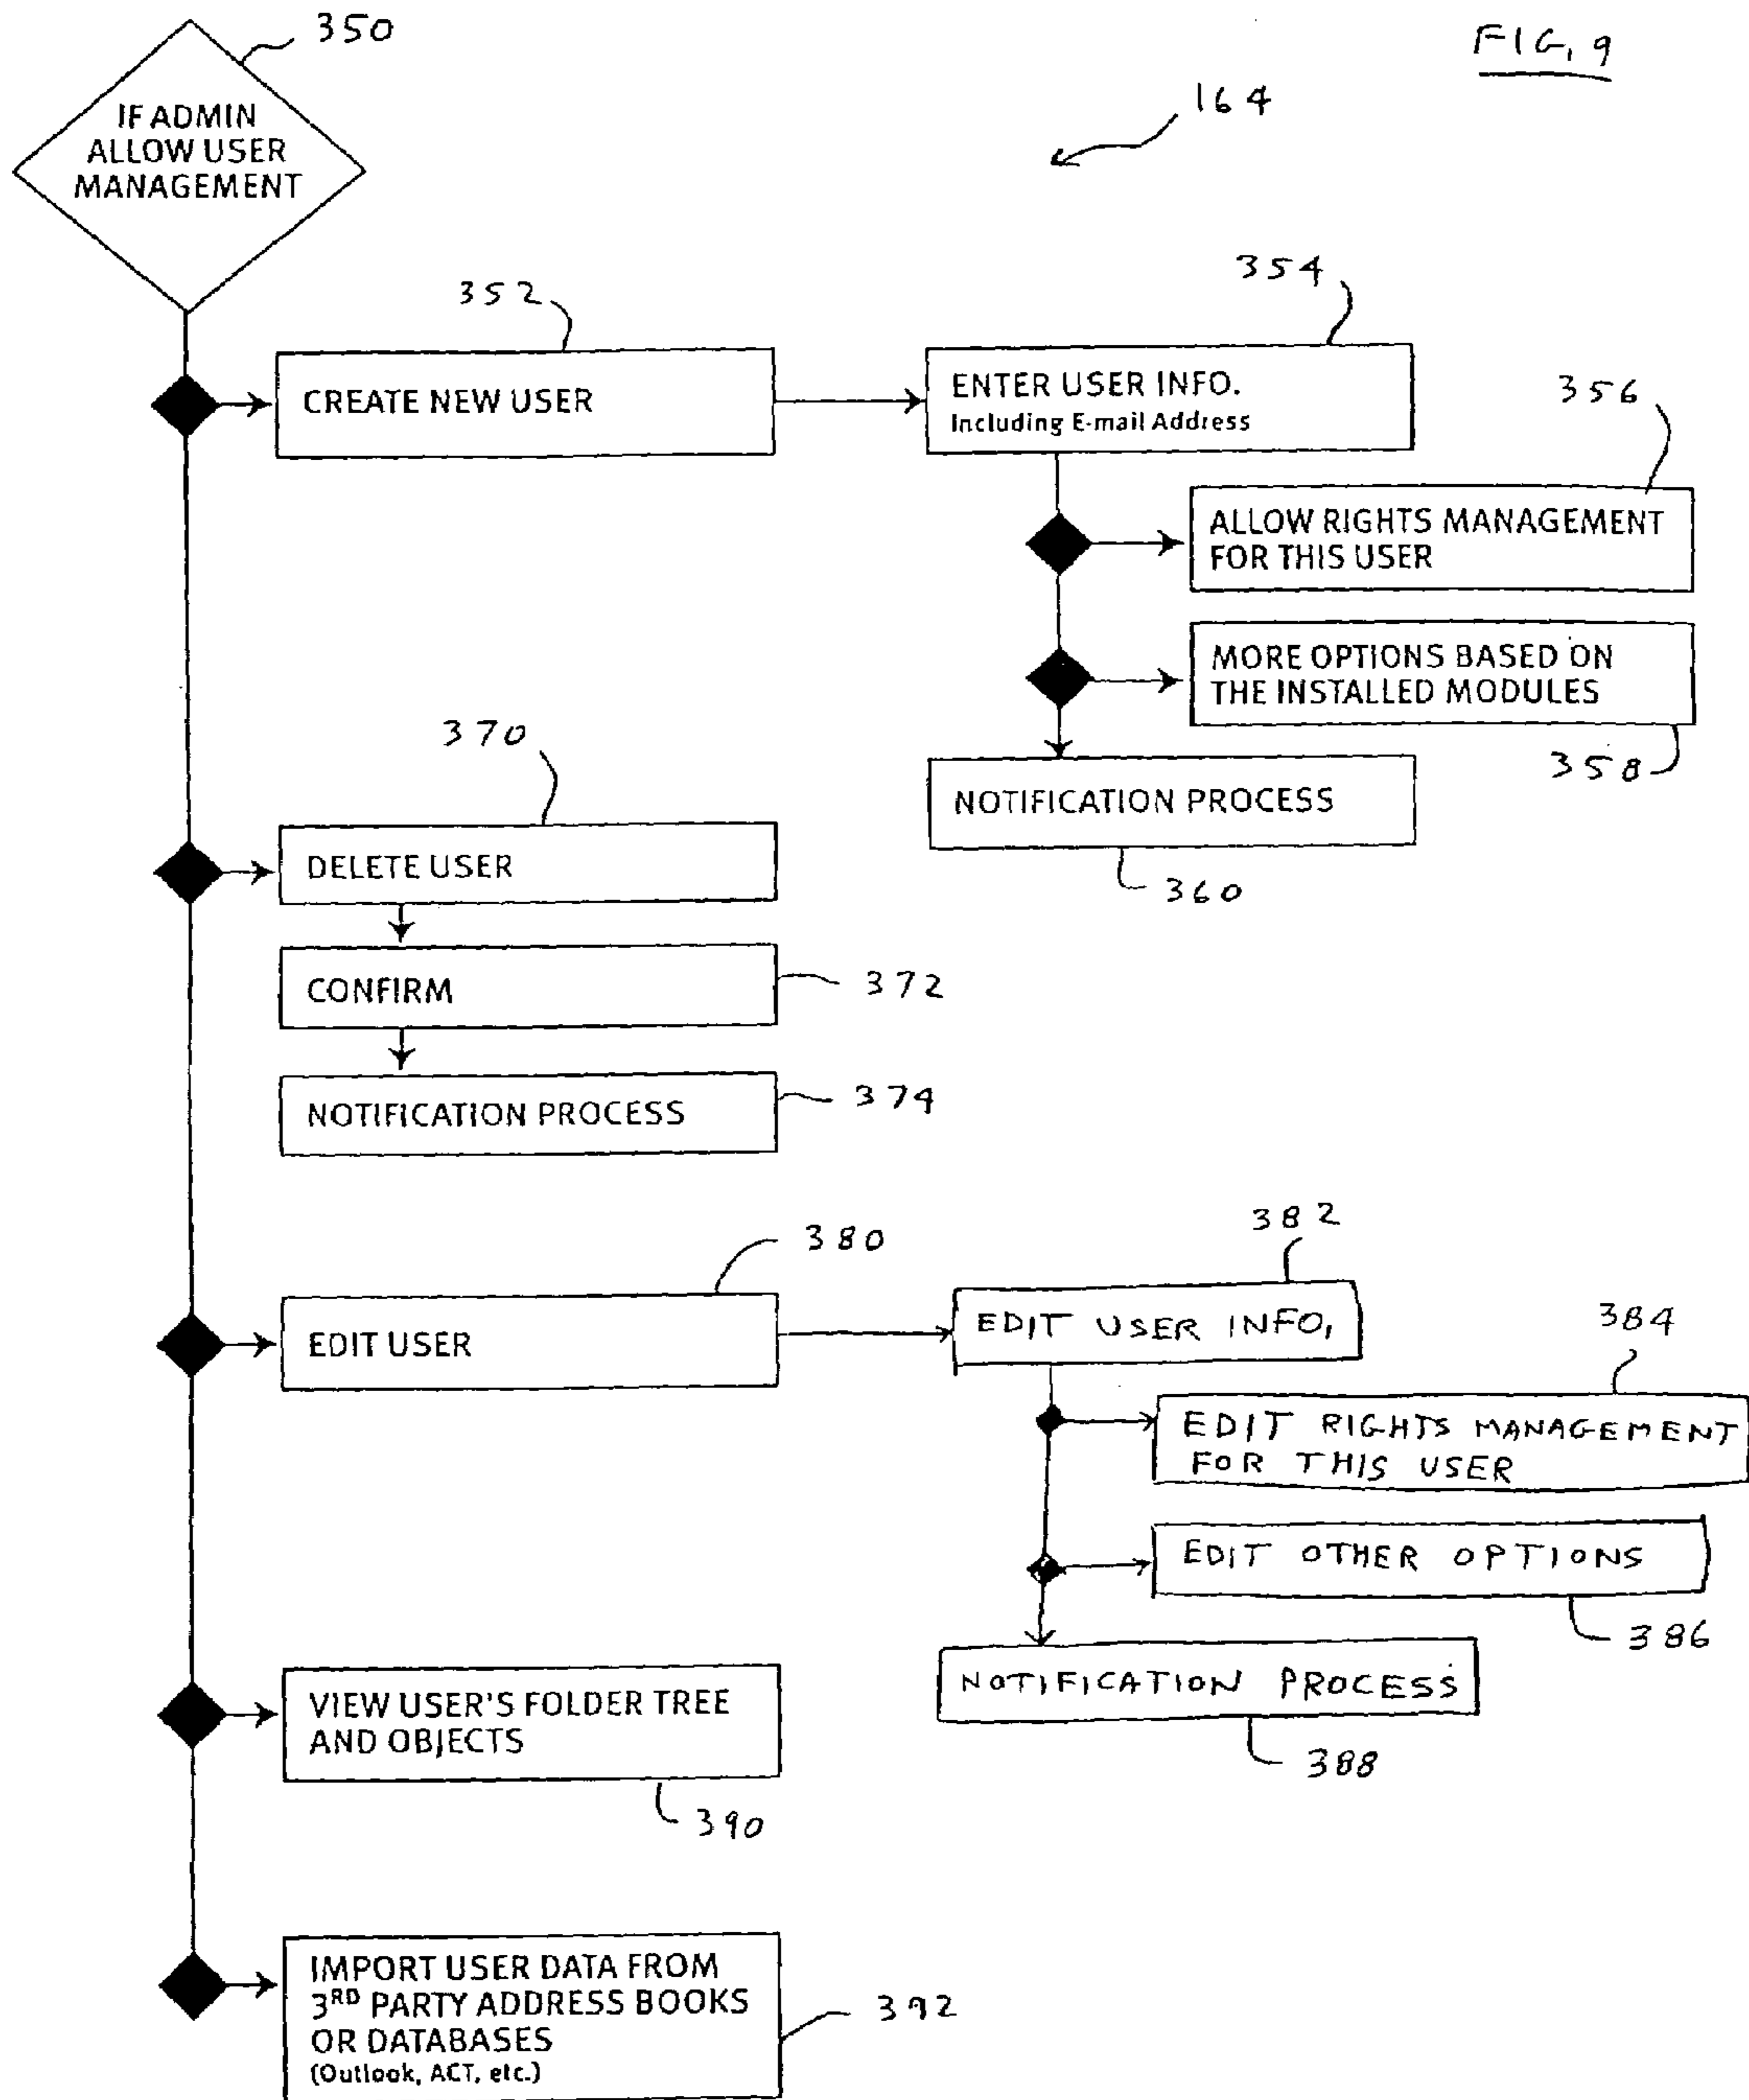 350
FIG. 9
164
IF ADMIN
ALLOW USER
MANAGEMENT
352
354
CREATE NEW USER
ENTER USER INFO.
Including E-mail Address
356
ALLOW RIGHTS MANAGEMENT
FOR THIS USER
MORE OPTIONS BASED ON
THE INSTALLED MODULES
358
NOTIFICATION PROCESS
360
370
DELETE USER
CONFIRM
372
NOTIFICATION PROCESS
374
380
382
EDIT USER
EDIT USER INFO.
384
EDIT RIGHTS MANAGEMENT
FOR THIS USER
EDIT OTHER OPTIONS
386
NOTIFICATION PROCESS
388
VIEW USER'S FOLDER TREE
AND OBJECTS
390
IMPORT USER DATA FROM
3RD PARTY ADDRESS BOOKS
OR DATABASES
(Outlook, ACT, etc.)
392